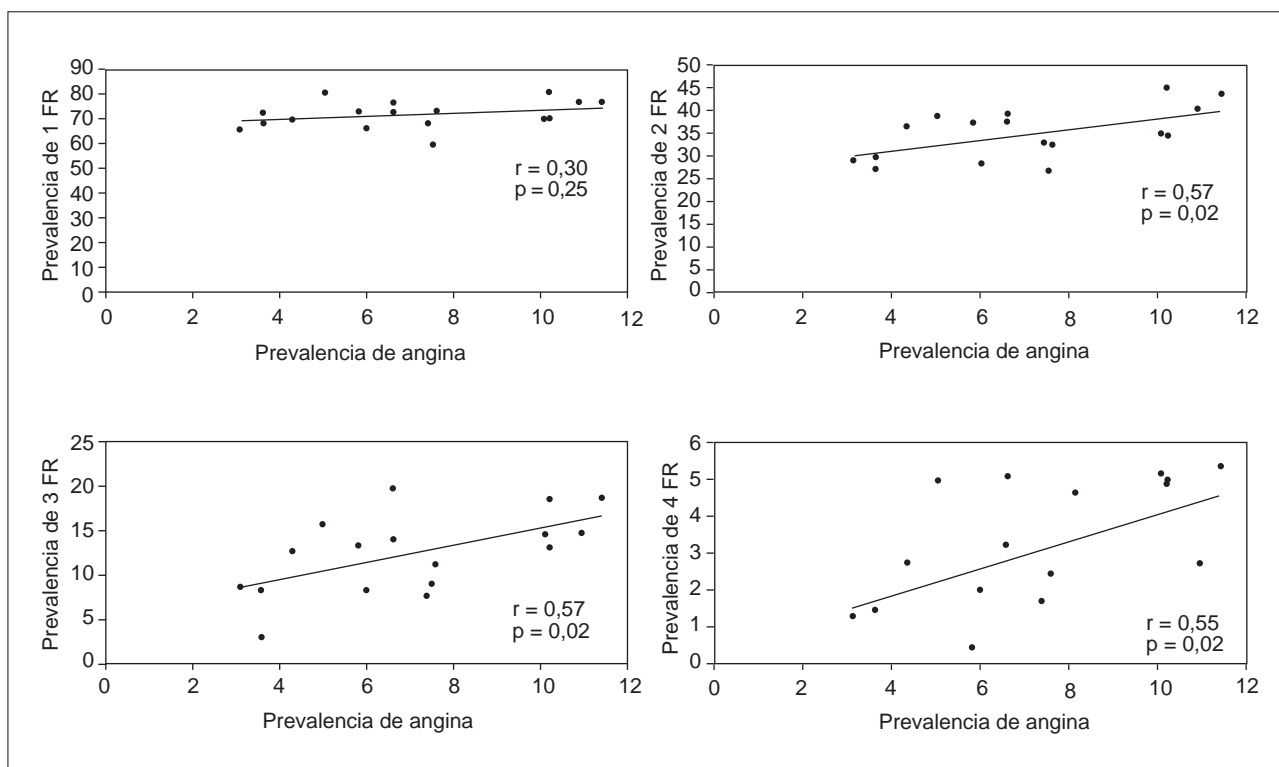 Prevalencia de 1 FR
90
80
70
60
50
40
30
20
10
0
0 2 4 6 8 10 12
r = 0,30
p = 0,25
Prevalencia de angina
Prevalencia de 2 FR
50
45
40
35
30
25
20
15
10
5
0
0 2 4 6 8 10 12
r = 0,57
p = 0,02
Prevalencia de angina
Prevalencia de 3 FR
25
20
15
10
5
0
0 2 4 6 8 10 12
r = 0,57
p = 0,02
Prevalencia de angina
Prevalencia de 4 FR
6
5
4
3
2
1
0
0 2 4 6 8 10 12
r = 0,55
p = 0,02
Prevalencia de angina